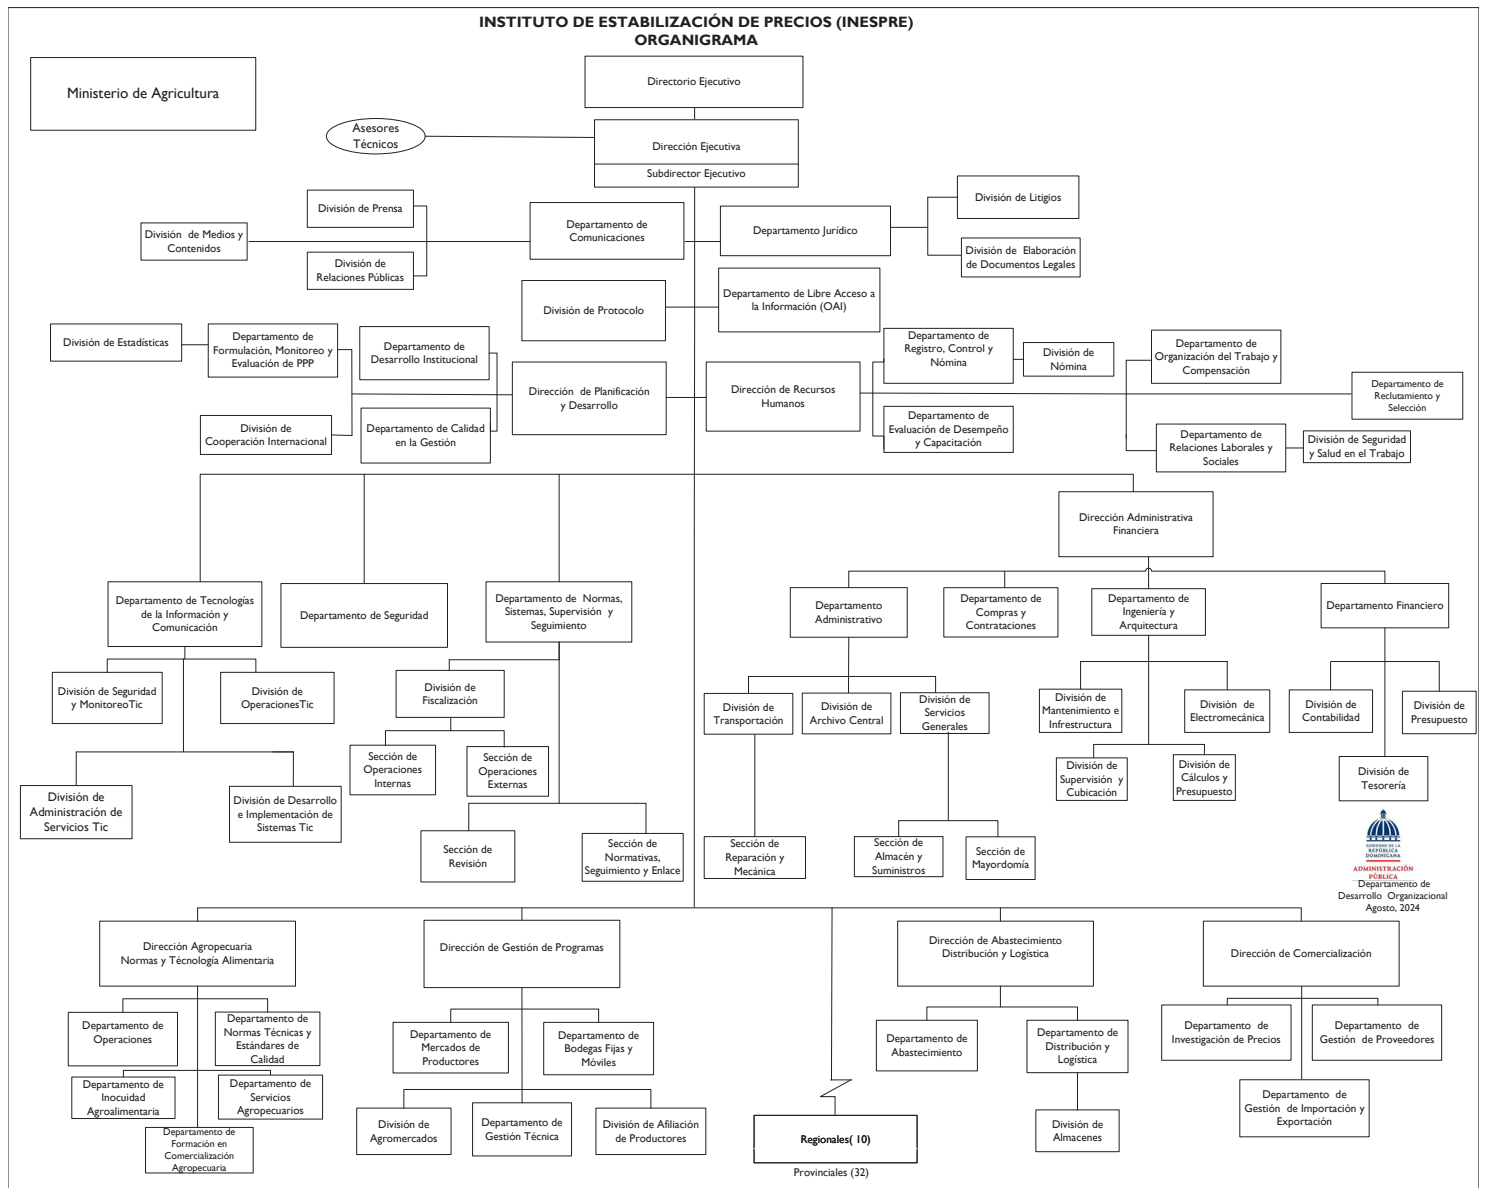 INSTITUTO DE ESTABILIZACIÓN DE PRECIOS (INESPRE)
ORGANIGRAMA
Ministerio de Agricultura
Directorio Ejecutivo
Asesores
Técnicos
Dirección Ejecutiva
Subdirector Ejecutivo
División de Prensa
División de Medios y
Contenidos
División de
Relaciones Públicas
Departamento de
Comunicaciones
Departamento Jurídico
División de Litigios
División de Elaboración
de Documentos Legales
División de Protocolo
Departamento de Libre Acceso a
la Información (OAI)
División de Estadísticas
Departamento de
Formulación, Monitoreo y
Evaluación de PPP
Departamento de
Desarrollo Institucional
División de
Cooperación Internacional
Departamento de Calidad
en la Gestión
Dirección de Planificación
y Desarrollo
Dirección de Recursos
Humanos
Departamento de
Registro, Control y
Nómina
División de
Nómina
Departamento de
Evaluación de Desempeño
y Capacitación
Departamento de
Organización del Trabajo y
Compensación
Departamento de
Reclutamiento y
Selección
Departamento de
Relaciones Laborales y
Sociales
División de Seguridad
y Salud en el Trabajo
Dirección Administrativa
Financiera
Departamento de Tecnologías
de la Información y
Comunicación
Departamento de Seguridad
Departamento de Normas,
Sistemas, Supervisión y
Seguimiento
Departamento
Administrativo
Departamento de
Compras y
Contrataciones
Departamento de
Ingeniería y
Arquitectura
Departamento Financiero
División de Seguridad
y MonitoreoTic
División de
OperacionesTic
División de
Fiscalización
División de
Transportación
División de
Archivo Central
División de
Servicios
Generales
División de
Mantenimiento e
Infrestructura
División de
Electromecánica
División de
Contabilidad
División de
Presupuesto
Sección de
Operaciones
Internas
Sección de
Operaciones
Externas
División de
Supervisión y
Cubicación
División de
Cálculos y
Presupuesto
División de
Tesorería
División de
Administración de
Servicios Tic
División de Desarrollo
e Implementación de
Sistemas Tic
Sección de
Revisión
Sección de
Normativas,
Seguimiento y Enlace
Sección de
Reparación y
Mecánica
Sección de
Almacén y
Suministros
Sección de
Mayordomía
GOBIERNO DE LA
REPÚBLICA
DOMINICANA
ADMINISTRACIÓN
PÚBLICA
Departamento de
Desarrollo Organizacional
Agosto, 2024
Dirección Agropecuaria
Normas y Técnología Alimentaria
Dirección de Gestión de Programas
Dirección de Abastecimiento
Distribución y Logística
Dirección de Comercialización
Departamento de
Operaciones
Departamento de
Normas Técnicas y
Estándares de
Calidad
Departamento de
Mercados de
Productores
Departamento de
Bodegas Fijas y
Móviles
Departamento de
Abastecimiento
Departamento de
Distribución y
Logística
Departamento de
Investigación de Precios
Departamento de
Gestión de Proveedores
Departamento de
Inocuidad
Agroalimentaria
Departamento de
Servicios
Agropecuarios
División de
Agromercados
Departamento de
Gestión Técnica
División de Afiliación
de Productores
División de
Almacenes
Departamento de
Gestión de Importación y
Exportación
Departamento de
Formación en
Comercialización
Agropecuaria
Regionales( 10)
Provinciales (32)